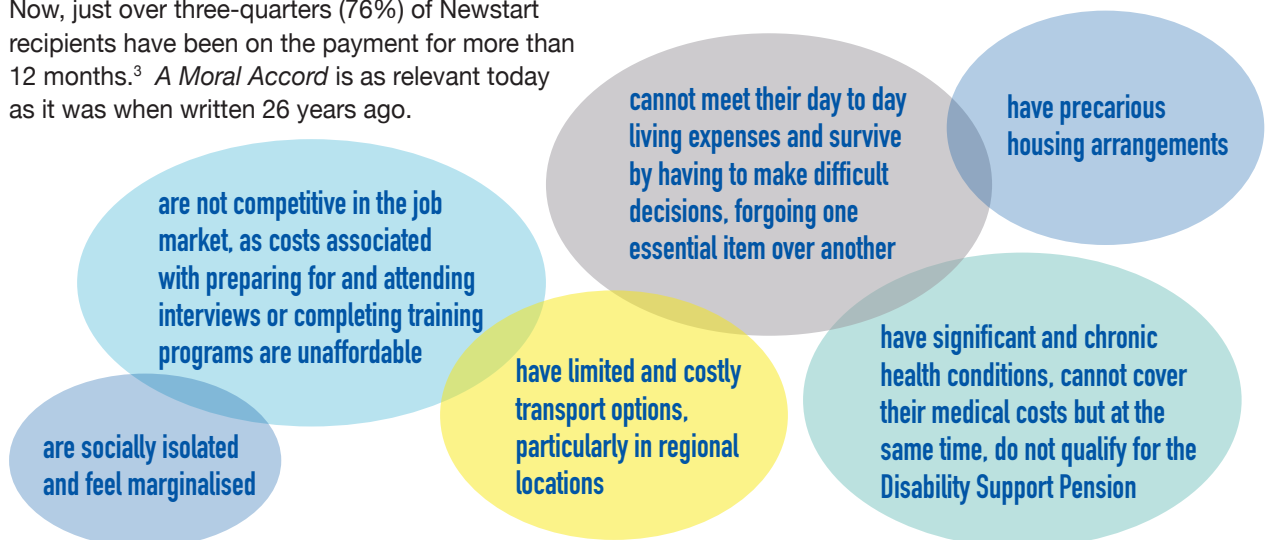 Now, just over three-quarters (76%) of Newstart
recipients have been on the payment for more than
12 months.³ A Moral Accord is as relevant today
as it was when written 26 years ago.
are not competitive in the job
market, as costs associated
with preparing for and attending
interviews or completing training
programs are unaffordable
are socially isolated
and feel marginalised
cannot meet their day to day
living expenses and survive
by having to make difficult
decisions, forgoing one
essential item over another
have limited and costly
transport options,
particularly in regional
locations
have precarious
housing arrangements
have significant and chronic
health conditions, cannot cover
their medical costs but at the
same time, do not qualify for the
Disability Support Pension